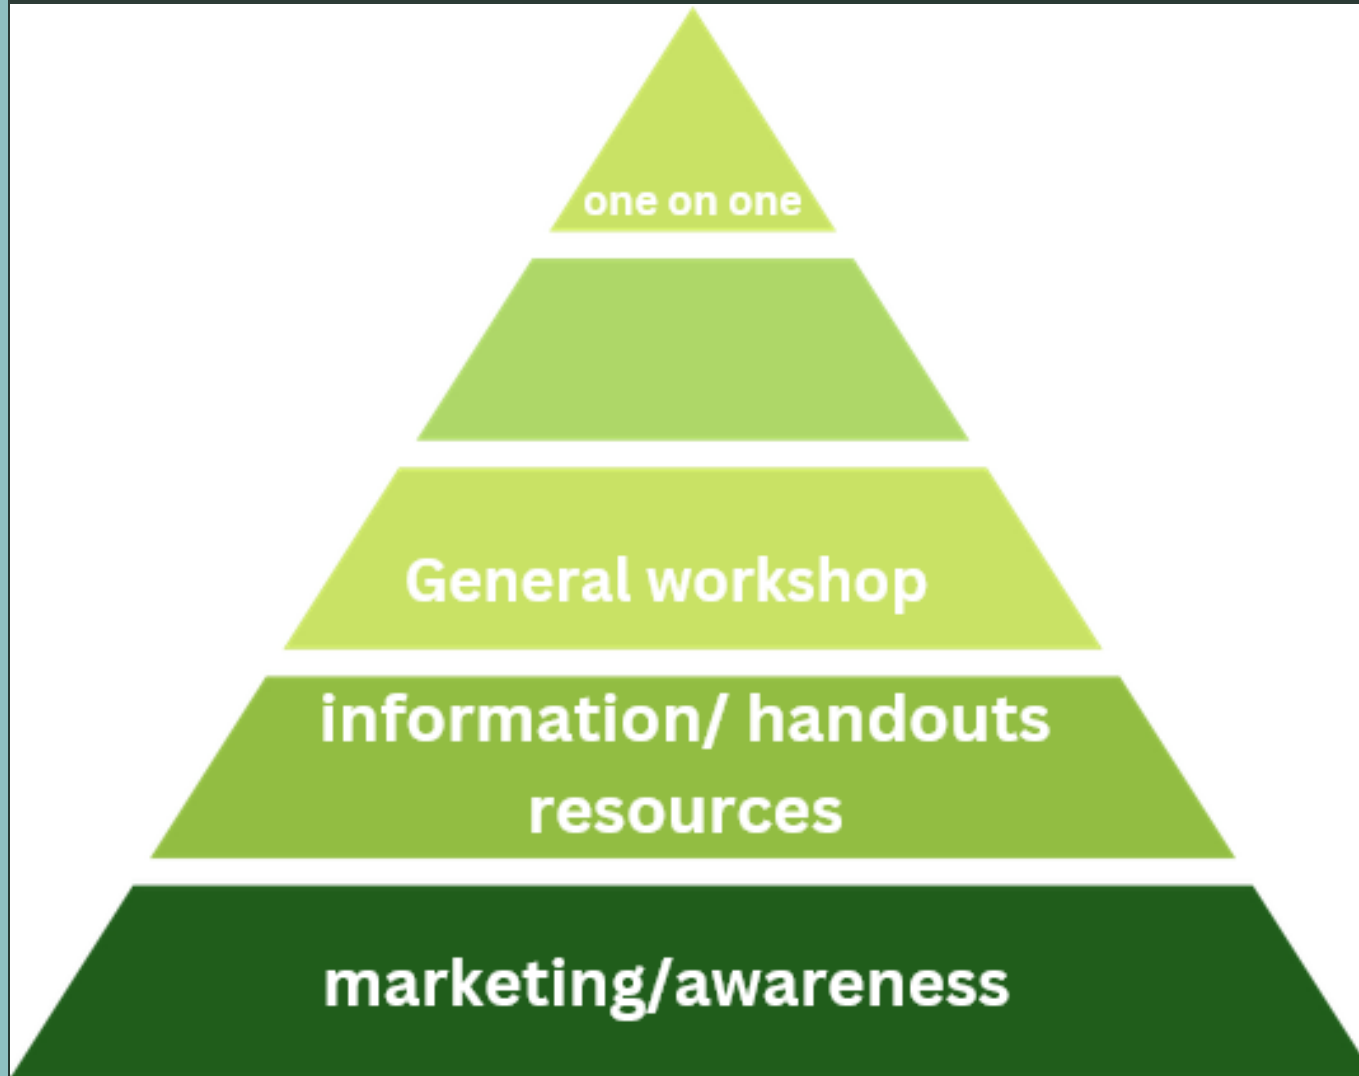 one on one
General workshop
information/ handouts
resources
marketing/awareness